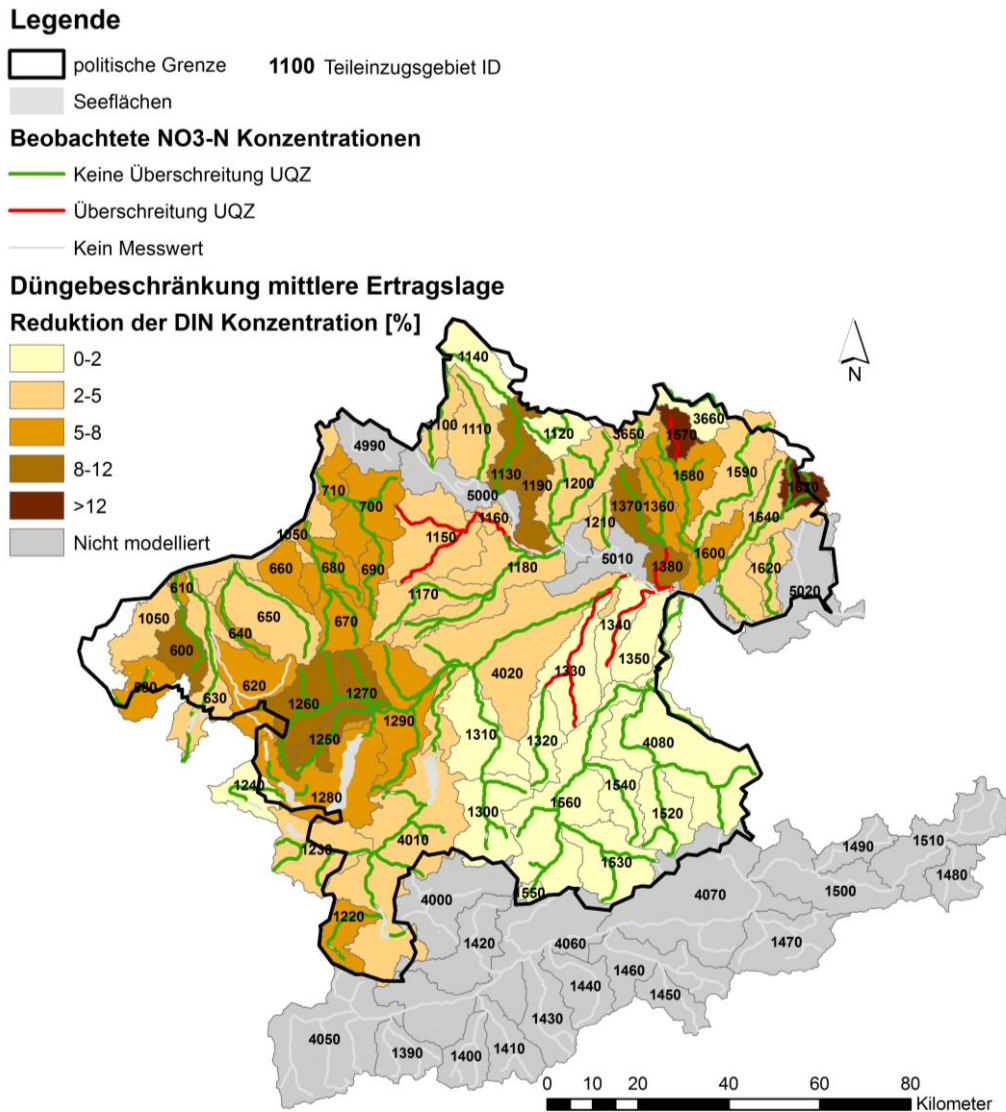 Legende
politische Grenze 1100 Teileinzugsgebiet ID
Seeflächen
Beobachtete NO3-N Konzentrationen
Keine Überschreitung UQZ
Überschreitung UQZ
Kein Messwert
Düngebeschränkung mittlere Ertragslage
Reduktion der DIN Konzentration [%]
0-2
2-5
5-8
8-12
>12
Nicht modelliert
N
1140
3660
1100 1110 1120 3650 1570
4990
1130 1190 1200 1680 1590
710 700 5000 1370 1360 1640
1160 1210
1050 1150 5010 1380 1600
660 680 690 1180 1620 5020
610 1170
1050 650 670 1340
640 1350
600 4020 1330
620 1270
630 1260 1290 1310 1320 4080
1250
1240 1280 1540
1300 1560 1520
1230 4010
1530
550
1220 4000 4070 1490 1510
1480
1500
1420 4060 1470
1460
1440 1450
1430
4050 1390 1400 1410
0 10 20 40 60 80
Kilometer